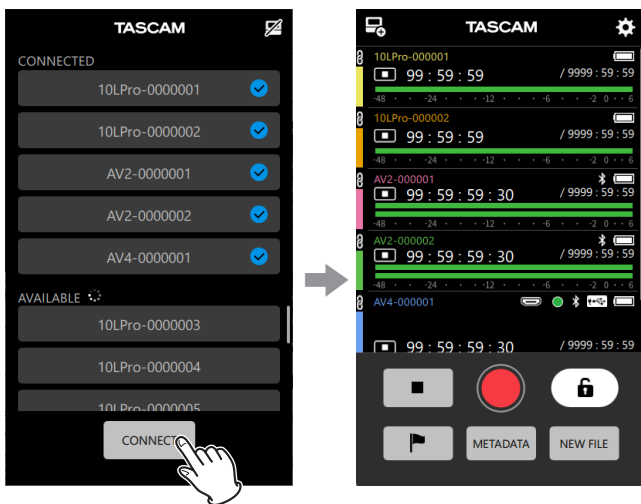 TASCAM
CONNECTED
10LPro-0000001
10LPro-0000002
AV2-0000001
AV2-0000002
AV4-0000001
AVAILABLE
10LPro-0000003
10LPro-0000004
10LPro-0000005
CONNECT
TASCAM
10LPro-000001
99 : 59 : 59 / 9999 : 59 : 59
-48 · · -24 · · · -12 · · · -6 · · -2 0 · · 6
10LPro-000002
99 : 59 : 59 / 9999 : 59 : 59
-48 · · -24 · · · -12 · · · -6 · · -2 0 · · 6
AV2-000001
99 : 59 : 59 : 30 / 9999 : 59 : 59
-48 · · -24 · · · -12 · · · -6 · · -2 0 · · 6
AV2-000002
99 : 59 : 59 : 30 / 9999 : 59 : 59
-48 · · -24 · · · -12 · · · -6 · · -2 0 · · 6
AV4-000001
99 : 59 : 59 : 30 / 9999 : 59 : 59
METADATA
NEW FILE